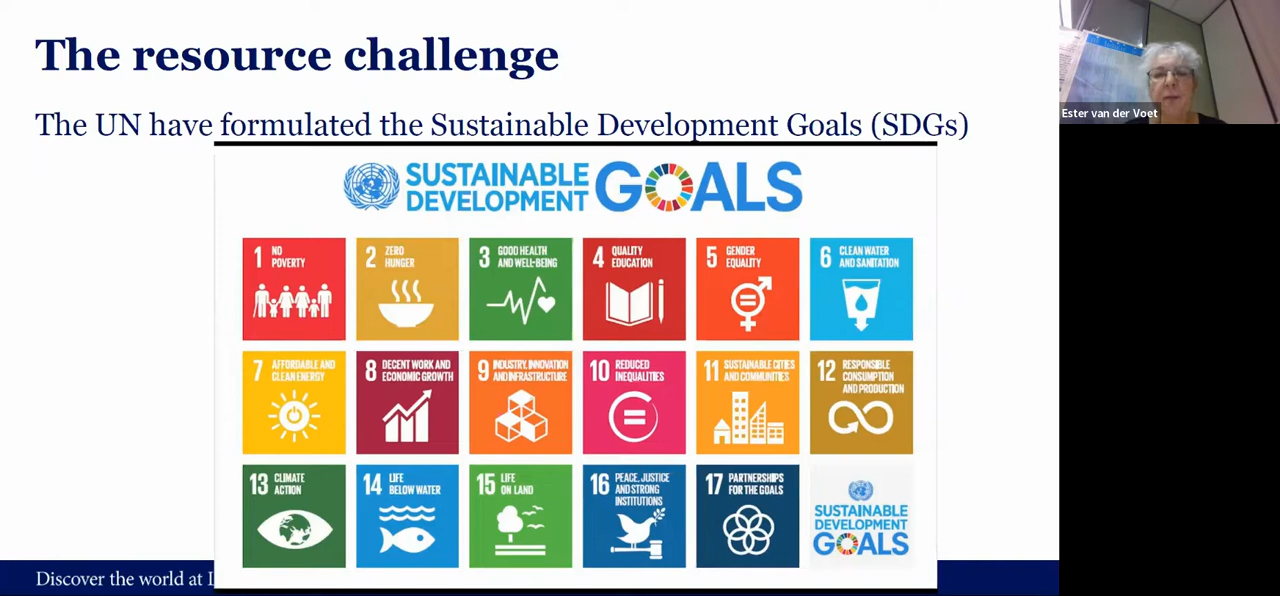 The resource challenge
Ester van der Voet
The UN have formulated the Sustainable Development Goals (SDGs)
SUSTAINABLE
DEVELOPMENT
GOALS
1 NO
POVERTY
2 ZERO
HUNGER
3 GOOD HEALTH
AND WELL-BEING
4 QUALITY
EDUCATION
5 GENDER
EQUALITY
6 CLEAN WATER
AND SANITATION
7 AFFORDABLE AND
CLEAN ENERGY
8 DECENT WORK AND
ECONOMIC GROWTH
9 INDUSTRY, INNOVATION
AND INFRASTRUCTURE
10 REDUCED
INEQUALITIES
11 SUSTAINABLE CITIES
AND COMMUNITIES
12 RESPONSIBLE
CONSUMPTION
AND PRODUCTION
13 CLIMATE
ACTION
14 LIFE
BELOW WATER
15 LIFE
ON LAND
16 PEACE, JUSTICE
AND STRONG
INSTITUTIONS
17 PARTNERSHIPS
FOR THE GOALS
SUSTAINABLE
DEVELOPMENT
GOALS
Discover the world at